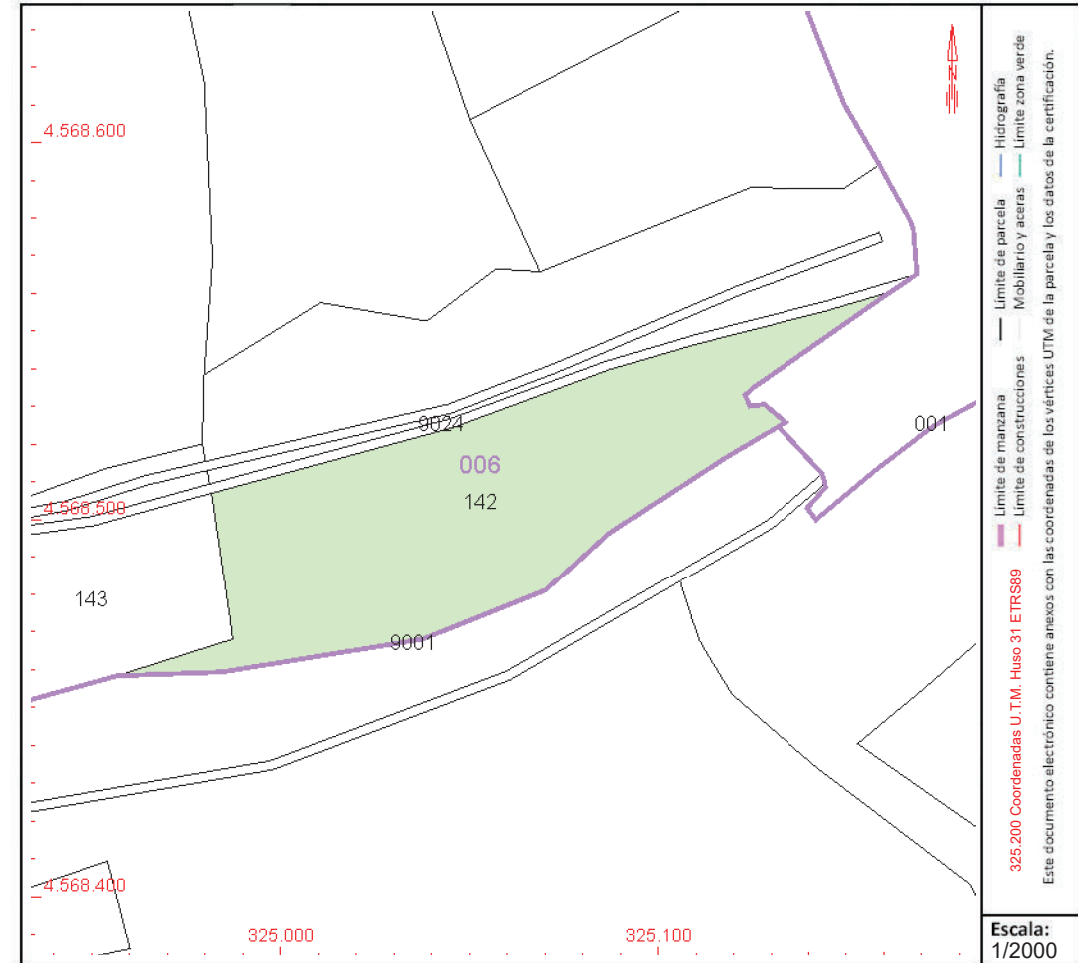 4.568.600
9024
001
006
142
4.568.500
143
9001
4.568.400
325.000
325.100
N
Límite de manzana
Límite de parcela
Hidrografía
Límite de construcciones
Mobiliario y aceras
Límite zona verde
325.200 Coordenadas U.T.M. Huso 31 ETRS89
Este documento electrónico contiene anexos con las coordenadas de los vértices UTM de la parcela y los datos de la certificación.
Escala:
1/2000